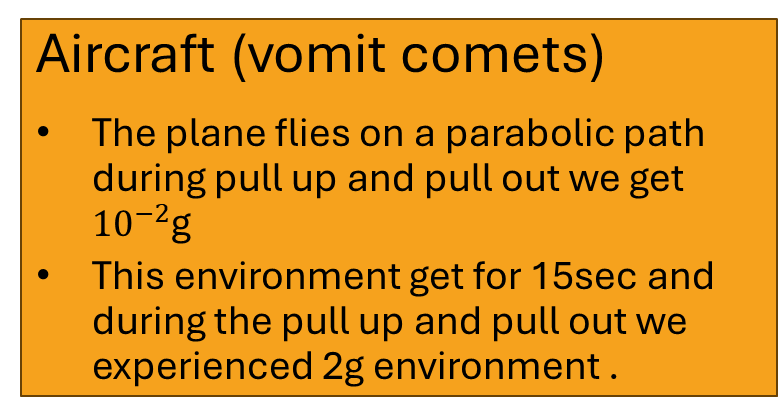 Aircraft (vomit comets)
• The plane flies on a parabolic path
during pull up and pull out we get
10⁻²g
• This environment get for 15sec and
during the pull up and pull out we
experienced 2g environment .